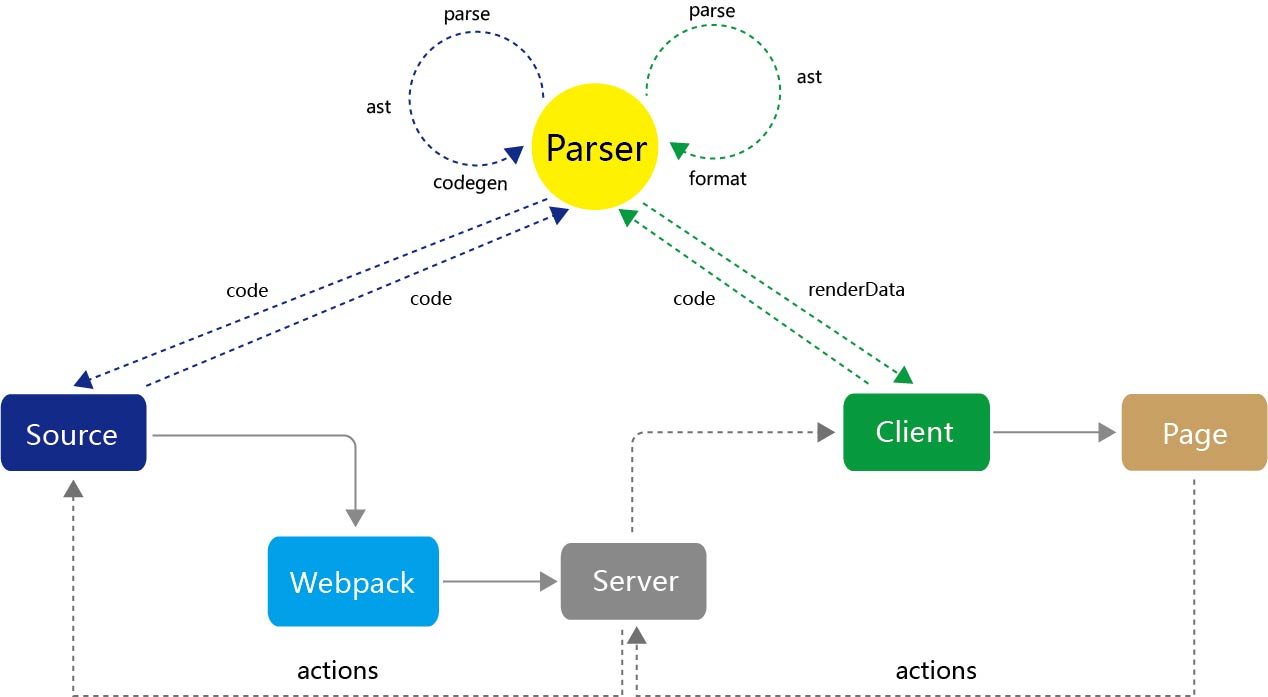 parse
parse
ast
ast
Parser
codegen
format
code
code
code
renderData
Source
Client
Page
Webpack
Server
actions
actions